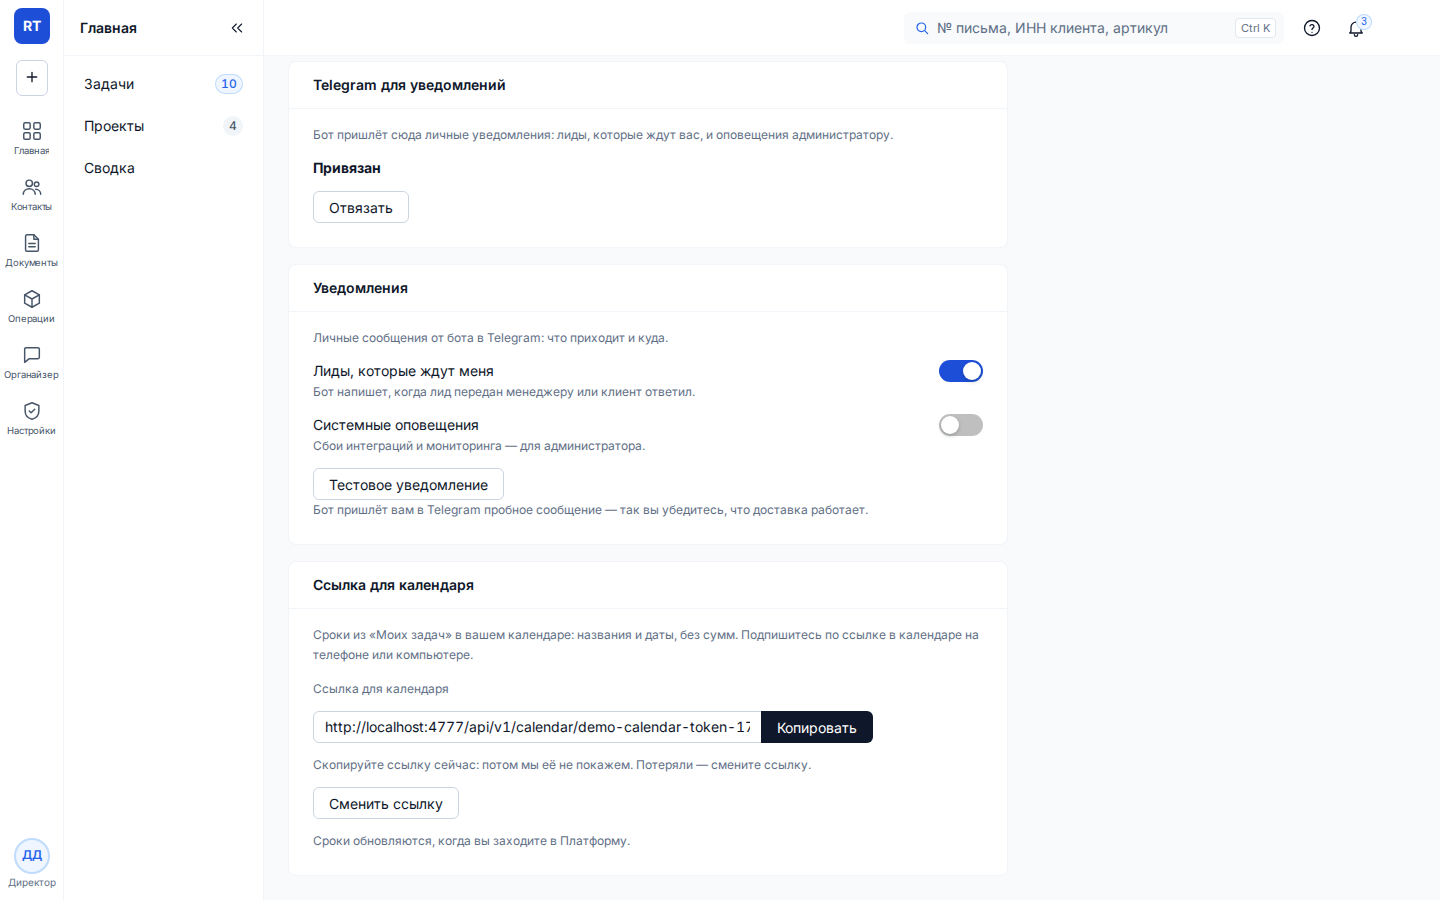 RT
Главная
№ письма, ИНН клиента, артикул
Ctrl K
3
Главная
Контакты
Документы
Операции
Органайзер
Настройки
ДД
Директор
Задачи
10
Проекты
4
Сводка
Telegram для уведомлений
Бот пришлёт сюда личные уведомления: лиды, которые ждут вас, и оповещения администратору.
Привязан
Отвязать
Уведомления
Личные сообщения от бота в Telegram: что приходит и куда.
Лиды, которые ждут меня
Бот напишет, когда лид передан менеджеру или клиент ответил.
Системные оповещения
Сбои интеграций и мониторинга — для администратора.
Тестовое уведомление
Бот пришлёт вам в Telegram пробное сообщение — так вы убедитесь, что доставка работает.
Ссылка для календаря
Сроки из «Моих задач» в вашем календаре: названия и даты, без сумм. Подпишитесь по ссылке в календаре на
телефоне или компьютере.
Ссылка для календаря
http://localhost:4777/api/v1/calendar/demo-calendar-token-17
Копировать
Скопируйте ссылку сейчас: потом мы её не покажем. Потеряли — смените ссылку.
Сменить ссылку
Сроки обновляются, когда вы заходите в Платформу.